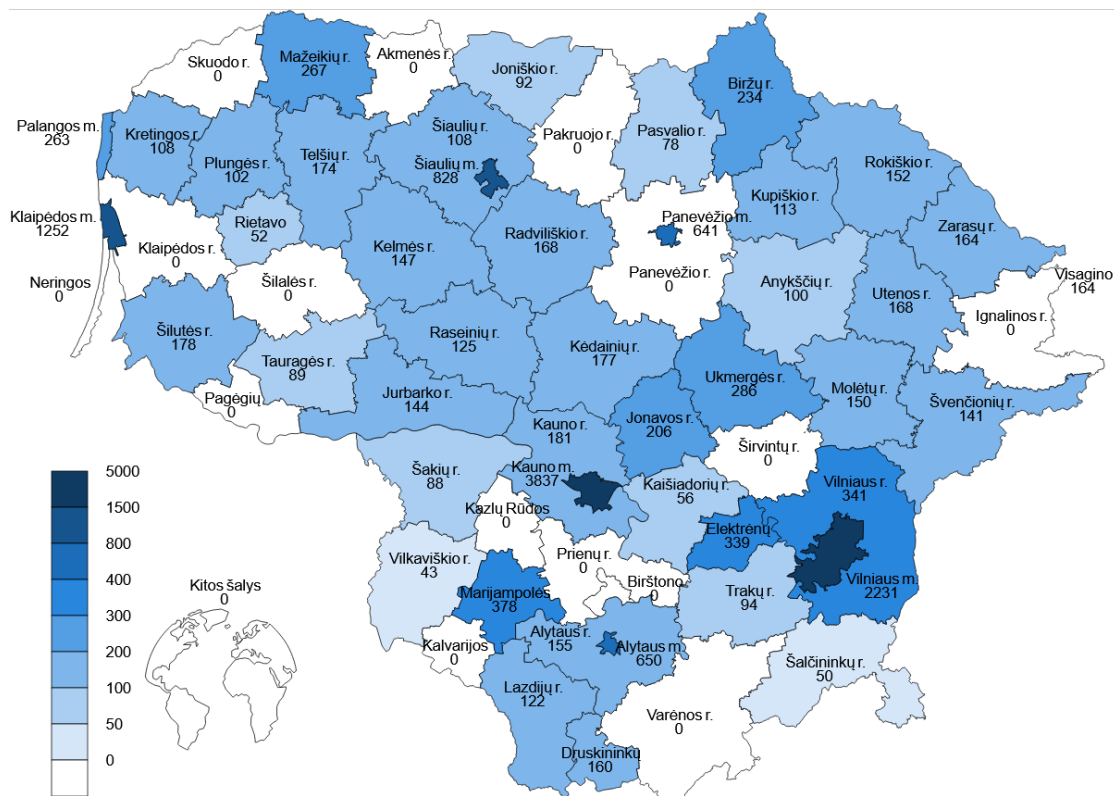 Skuodo r.
0
Mažeikių r.
267
Akmenės r.
0
Joniškio r.
92
Biržų r.
234
Palangos m.
263
Kretingos r.
108
Plungės r.
102
Telšių r.
174
Šiaulių r.
108
Šiaulių m.
828
Pakruojo r.
0
Pasvalio r.
78
Rokiškio r.
152
Kupiškio r.
113
Klaipėdos m.
1252
Klaipėdos r.
0
Rietavo
52
Kelmės r.
147
Radviliškio r.
168
Panevėžio m.
641
Panevėžio r.
0
Zarasų r.
164
Neringos
0
Šilalės r.
0
Anykščių r.
100
Utenos r.
168
Visagino
164
Ignalinos r.
0
Šilutės r.
178
Tauragės r.
89
Raseinių r.
125
Kėdainių r.
177
Ukmergės r.
286
Molėtų r.
150
Švenčionių r.
141
Pagėgių
0
Jurbarko r.
144
Kauno r.
181
Jonavos r.
206
Širvintų r.
0
Šakių r.
88
Kauno m.
3837
Kaišiadorių r.
56
Vilniaus r.
341
Kazlų Rūdos
0
Elektrėnų
339
Vilkaviškio r.
43
Prienų r.
0
Birštono
0
Vilniaus m.
2231
Marijampolės
378
Trakų r.
94
Kalvarijos
0
Alytaus r.
155
Alytaus m.
650
Šalčininkų r.
50
Lazdijų r.
122
Varėnos r.
0
Druskininkų
160
Kitos šalys
0
5000
1500
800
400
300
200
100
50
0